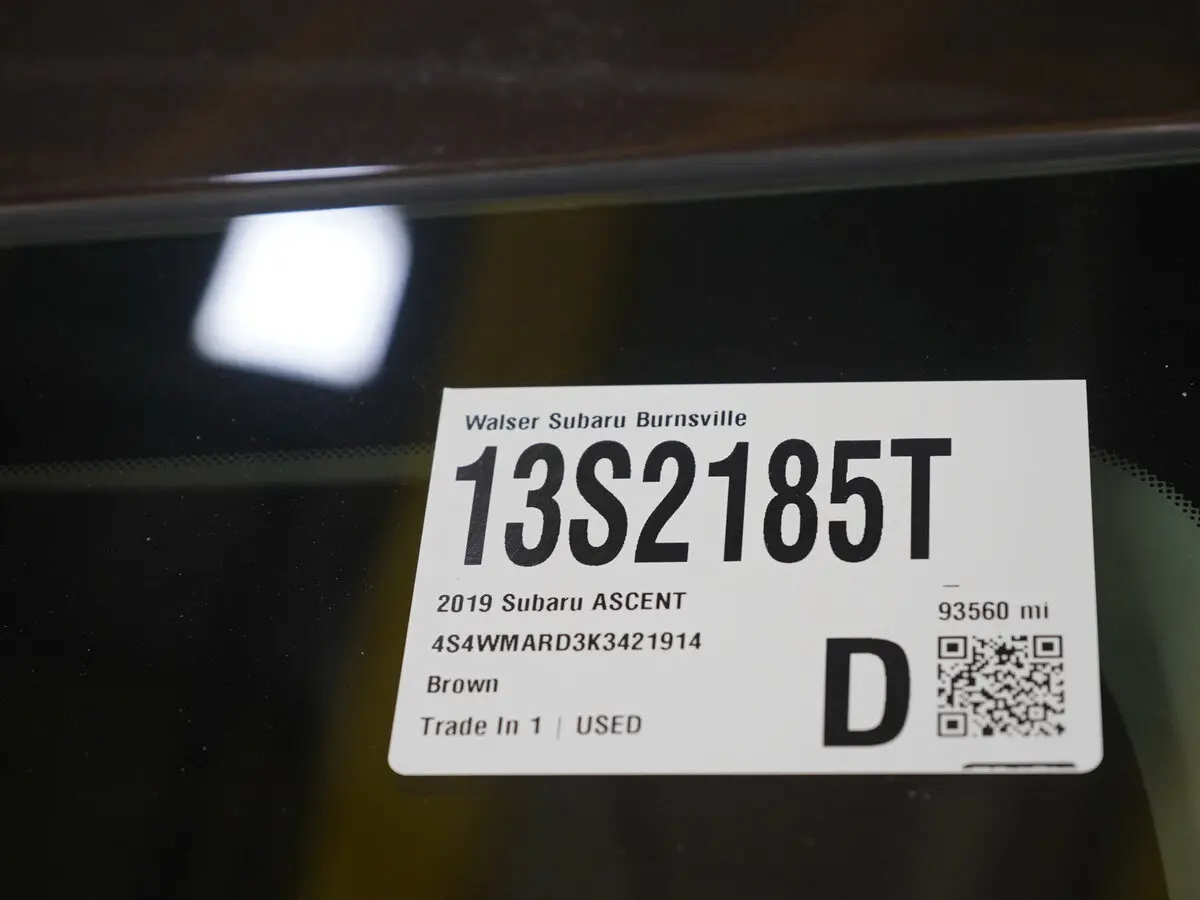 Walser Subaru Burnsville
13S2185T
2019 Subaru ASCENT
93560 mi
4S4WMARD3K3421914
D
Brown
Trade In 1 | USED